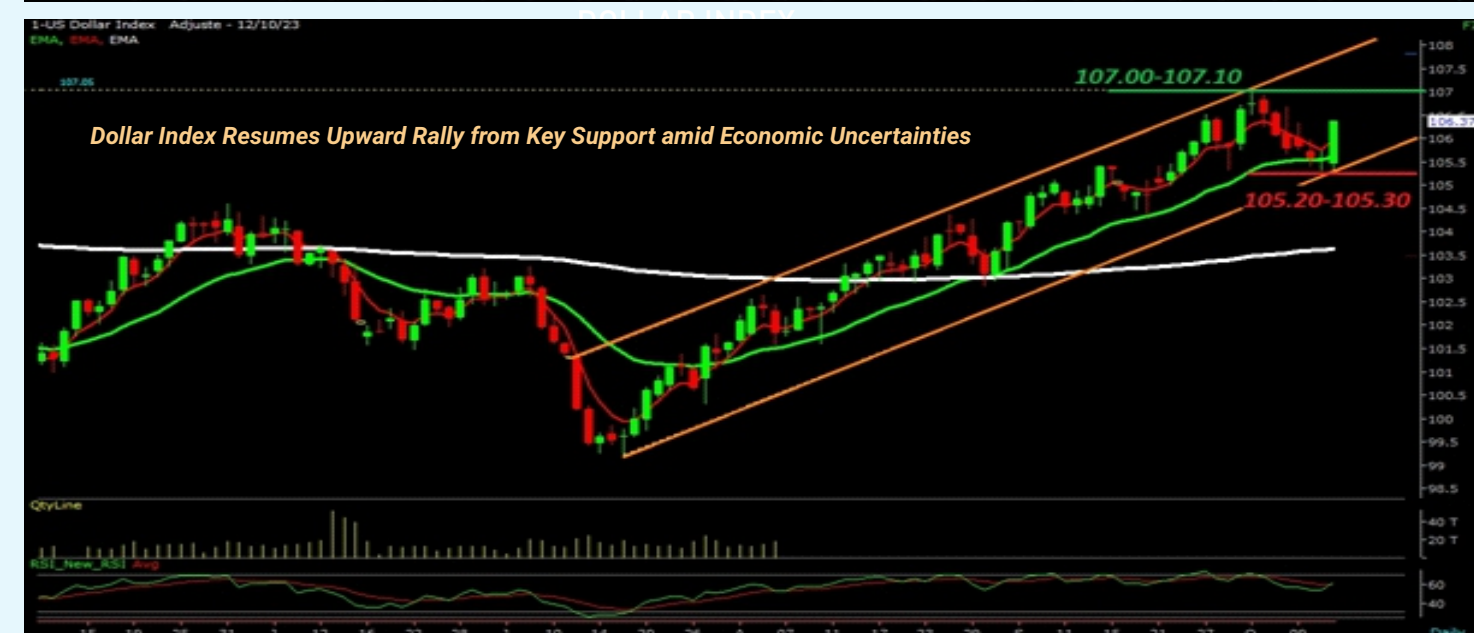 DOLLAR INDEX
1-US Dollar Index Adjuste - 12/10/23
EMA, EMA, EMA
108
107.5
107.00-107.10
107.05
107
106.37
Dollar Index Resumes Upward Rally from Key Support amid Economic Uncertainties
106
105.5
105
105.20-105.30
104.5
104
103.5
103
102.5
102
101.5
101
100.5
100
99.5
99
98.5
QtyLine
40 T
20 T
RSI_New_RSI Avg
60
40
Daily